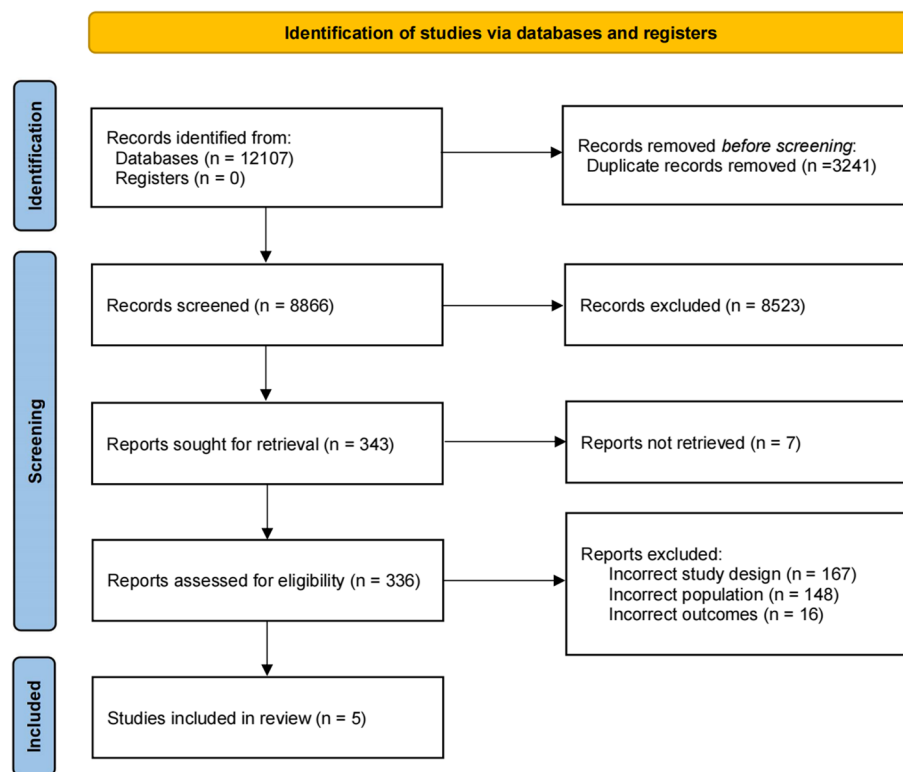 Identification of studies via databases and registers
Identification
Records identified from:
Databases (n = 12107)
Registers (n = 0)
Records removed before screening:
Duplicate records removed (n =3241)
Screening
Records screened (n = 8866)
Records excluded (n = 8523)
Reports sought for retrieval (n = 343)
Reports not retrieved (n = 7)
Reports assessed for eligibility (n = 336)
Reports excluded:
Incorrect study design (n = 167)
Incorrect population (n = 148)
Incorrect outcomes (n = 16)
Included
Studies included in review (n = 5)